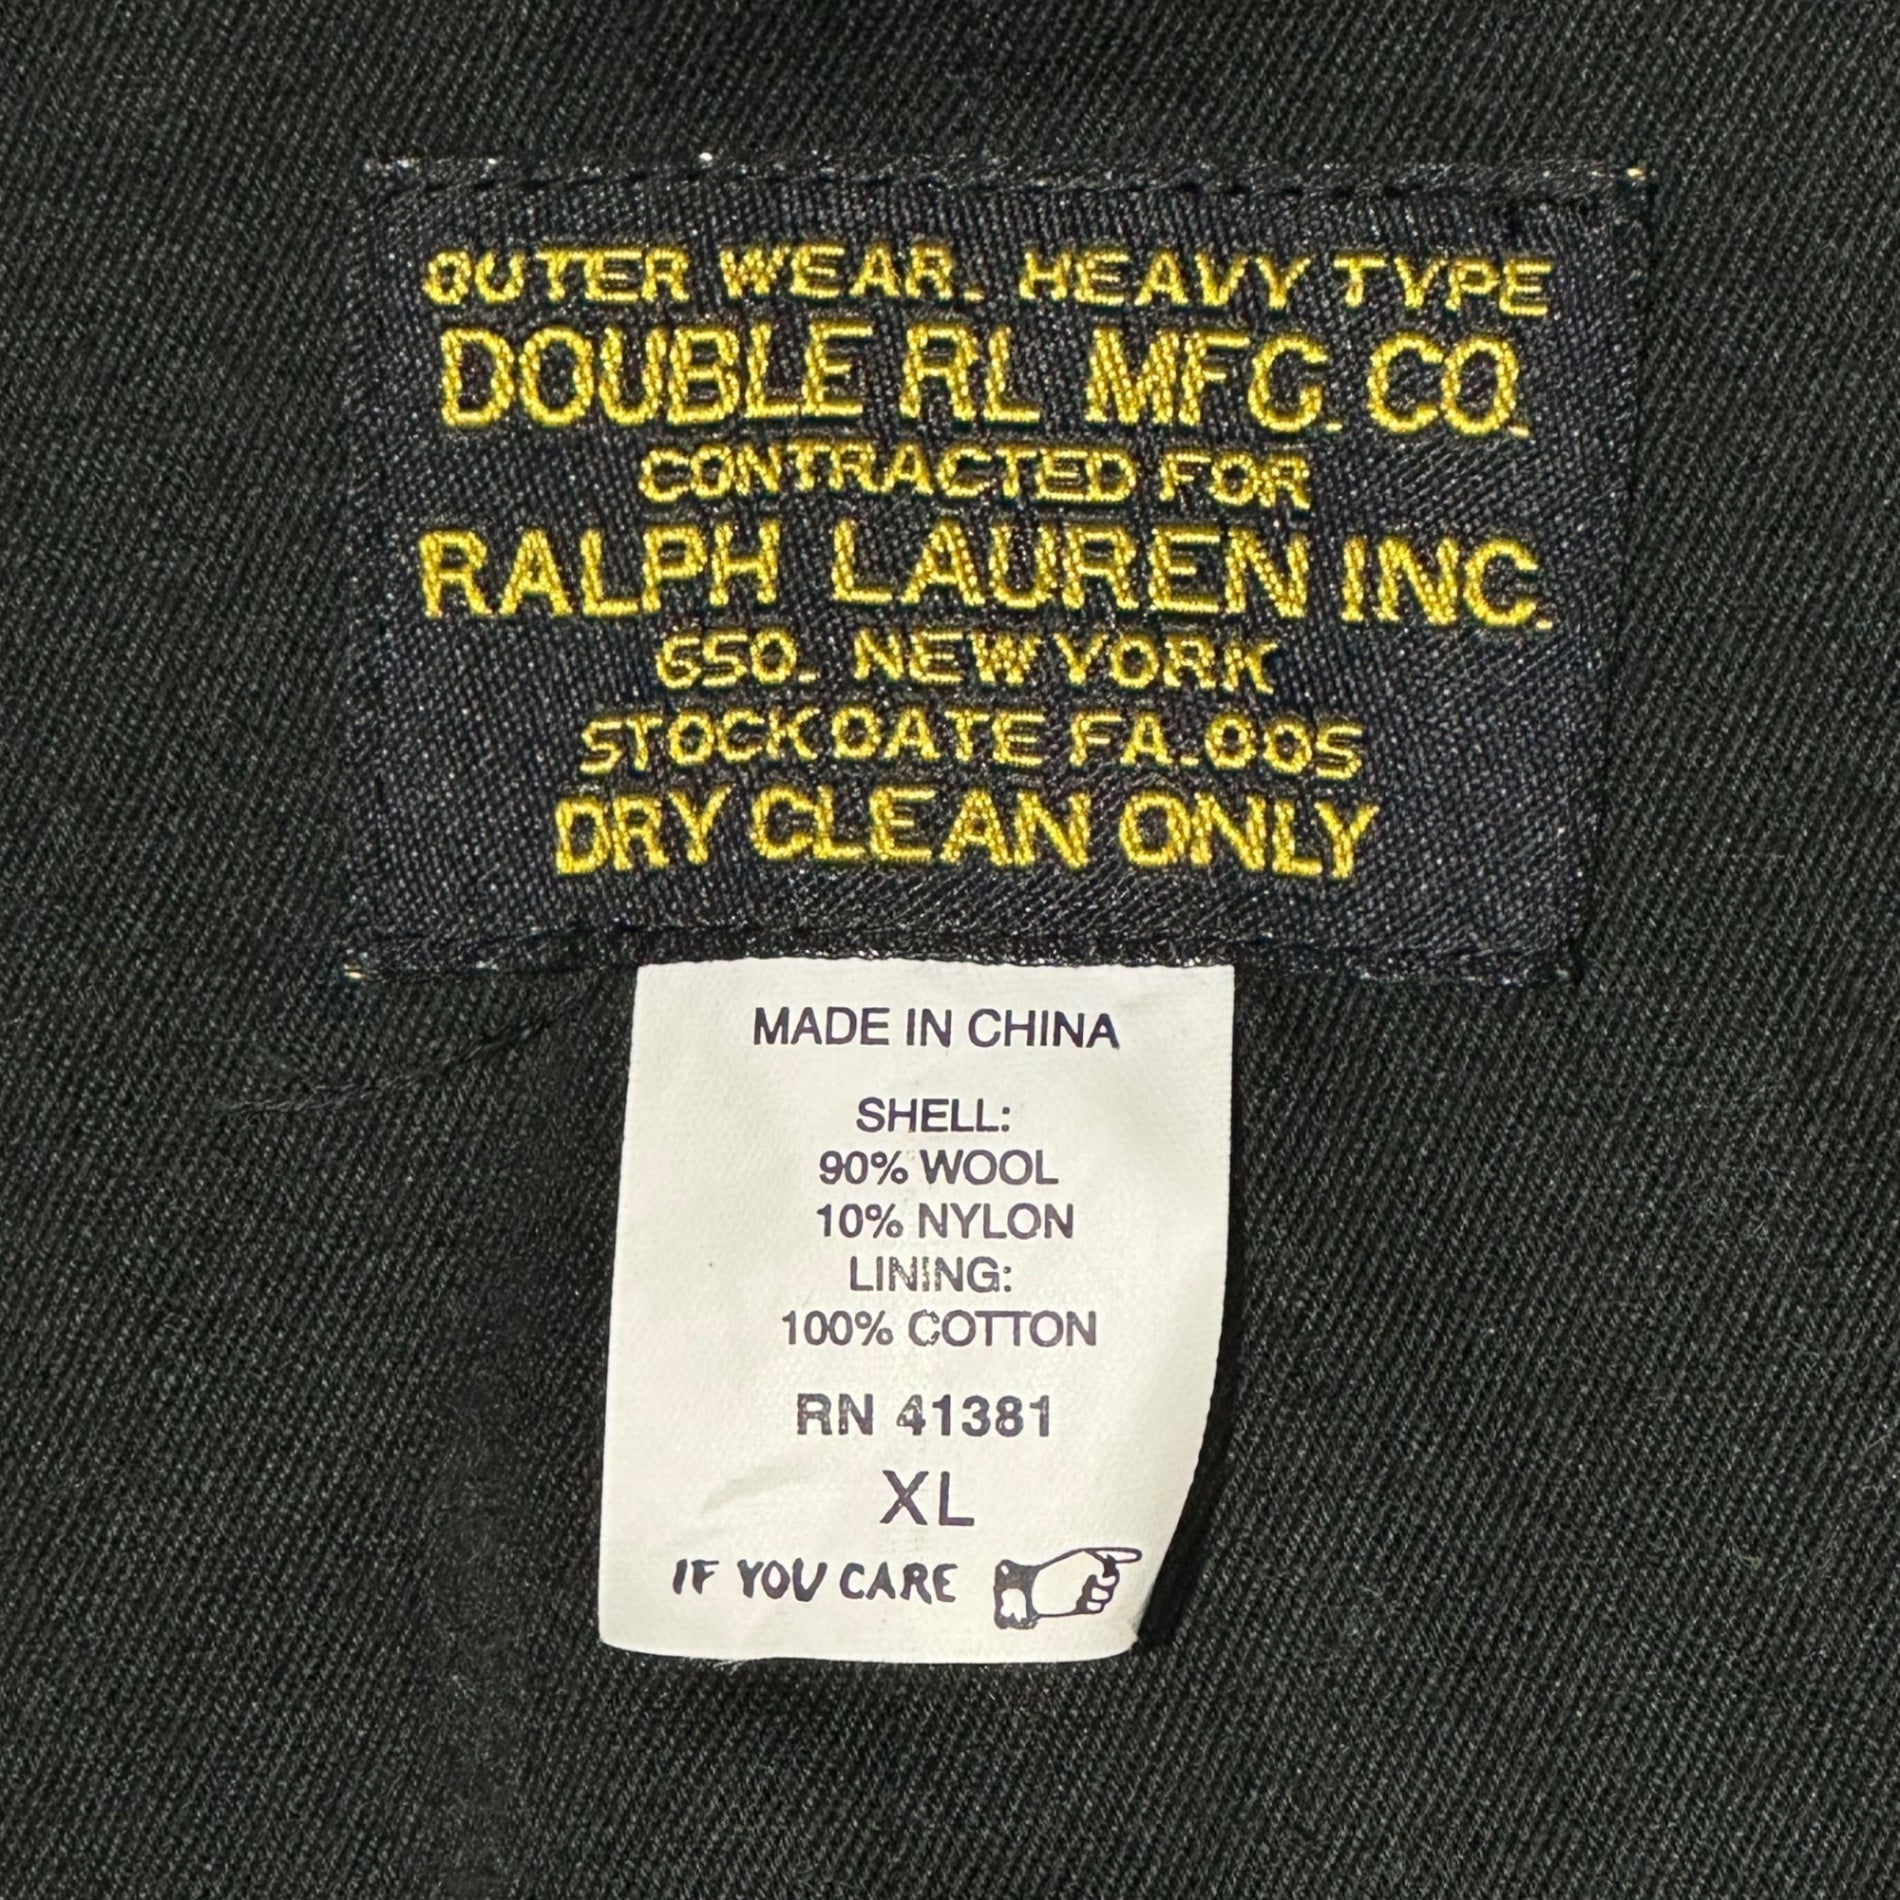 OUTER WEAR. HEAVY TYPE
DOUBLE RL MFG. CO.
CONTRACTED FOR
RALPH LAUREN INC.
650. NEW YORK
STOCK DATE FA.005
DRY CLEAN ONLY
MADE IN CHINA
SHELL:
90% WOOL
10% NYLON
LINING:
100% COTTON
RN 41381
XL
IF YOU CARE